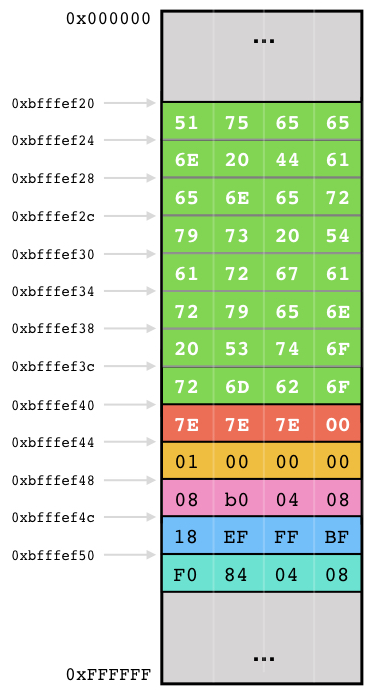 0x000000
...
0xbfffef20
51 75 65 65
0xbfffef24
6E 20 44 61
0xbfffef28
65 6E 65 72
0xbfffef2c
79 73 20 54
0xbfffef30
61 72 67 61
0xbfffef34
72 79 65 6E
0xbfffef38
20 53 74 6F
0xbfffef3c
72 6D 62 6F
0xbfffef40
7E 7E 7E 00
0xbfffef44
01 00 00 00
0xbfffef48
08 b0 04 08
0xbfffef4c
18 EF FF BF
0xbfffef50
F0 84 04 08
...
0xFFFFFF